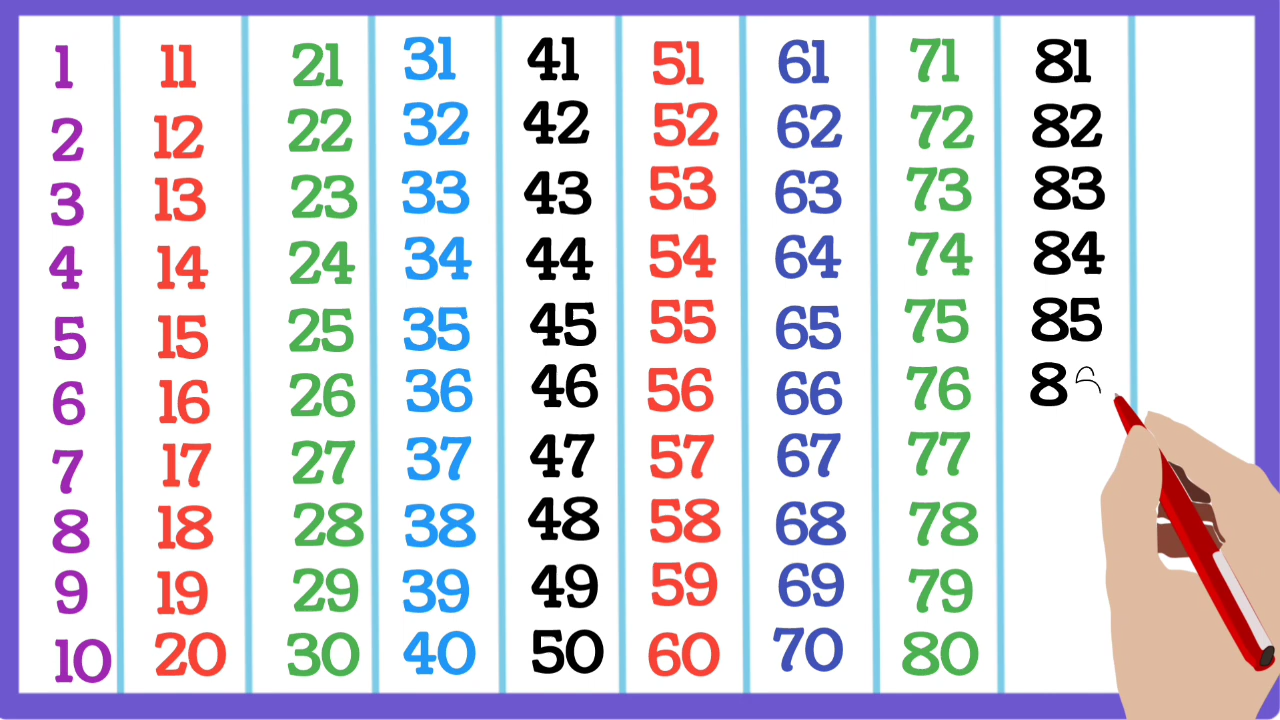 1 11 21 31 41 51 61 71 81
2 12 22 32 42 52 62 72 82
3 13 23 33 43 53 63 73 83
4 14 24 34 44 54 64 74 84
5 15 25 35 45 55 65 75 85
6 16 26 36 46 56 66 76 8
7 17 27 37 47 57 67 77
8 18 28 38 48 58 68 78
9 19 29 39 49 59 69 79
10 20 30 40 50 60 70 80